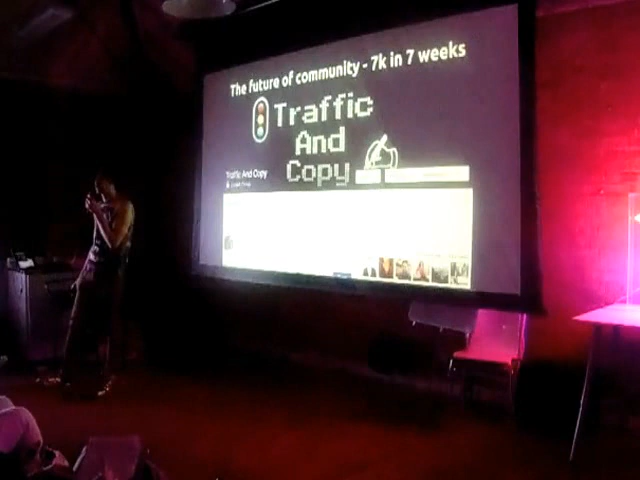 The future of community - 7k in 7 weeks
Traffic
And
Copy
Traffic And Copy